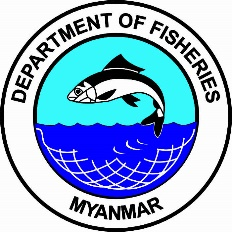 DEPARTMENT OF FISHERIES
MYANMAR